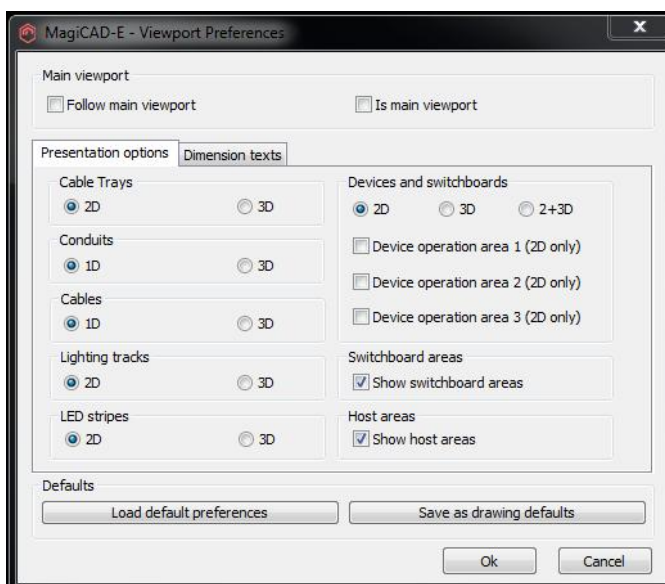 MagiCAD-E - Viewport Preferences
x
Main viewport
Follow main viewport Is main viewport
Presentation options Dimension texts
Cable Trays Devices and switchboards
2D 3D 2D 3D 2+3D
Conduits Device operation area 1 (2D only)
1D 3D Device operation area 2 (2D only)
Cables Device operation area 3 (2D only)
1D 3D
Lighting tracks Switchboard areas
2D 3D Show switchboard areas
LED stripes Host areas
2D 3D Show host areas
Defaults
Load default preferences Save as drawing defaults
Ok Cancel